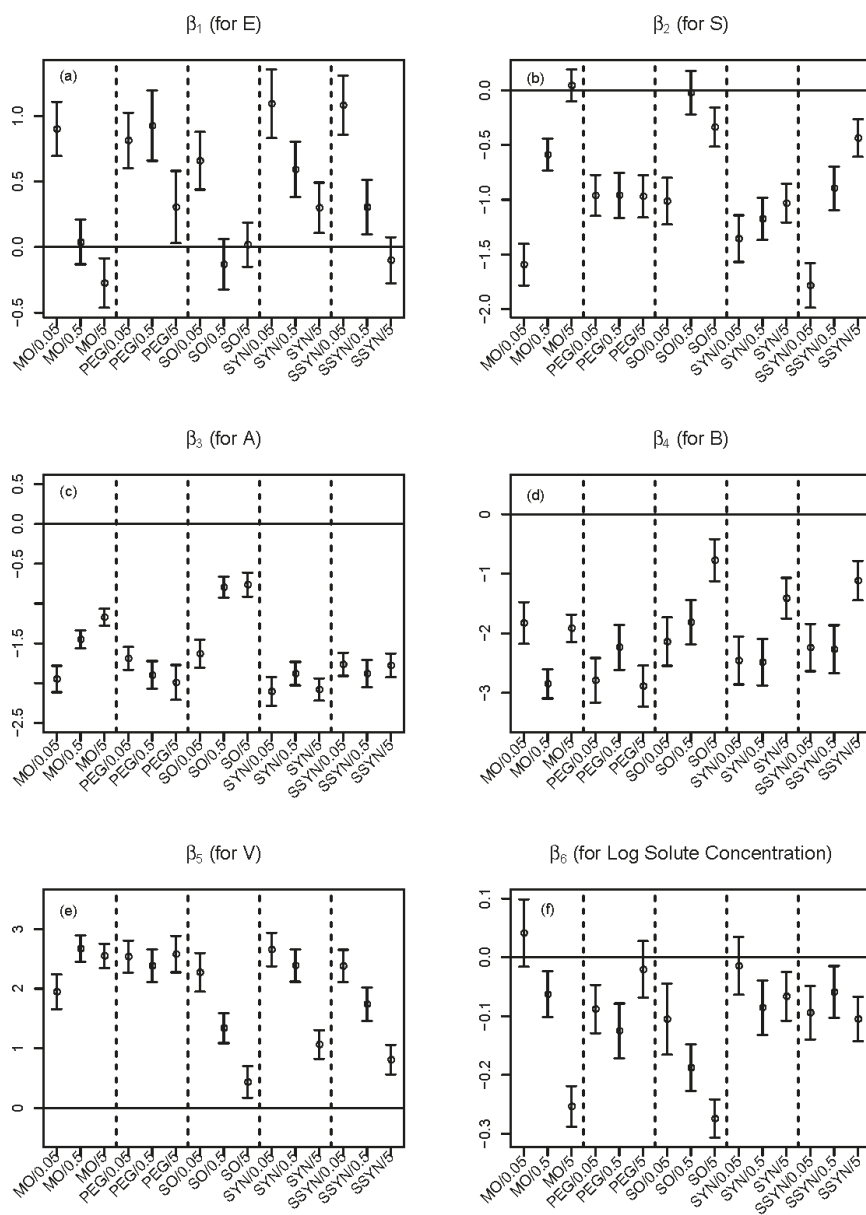 β₁ (for E)
(a)
1.0
0.5
0.0
−0.5
MO/0.05
MO/0.5
MO/5
PEG/0.05
PEG/0.5
PEG/5
SO/0.05
SO/0.5
SO/5
SYN/0.05
SYN/0.5
SYN/5
SSYN/0.05
SSYN/0.5
SSYN/5
β₂ (for S)
(b)
0.0
−0.5
−1.0
−1.5
−2.0
MO/0.05
MO/0.5
MO/5
PEG/0.05
PEG/0.5
PEG/5
SO/0.05
SO/0.5
SO/5
SYN/0.05
SYN/0.5
SYN/5
SSYN/0.05
SSYN/0.5
SSYN/5
β₃ (for A)
(c)
0.5
0.0
−0.5
−1.5
−2.5
MO/0.05
MO/0.5
MO/5
PEG/0.05
PEG/0.5
PEG/5
SO/0.05
SO/0.5
SO/5
SYN/0.05
SYN/0.5
SYN/5
SSYN/0.05
SSYN/0.5
SSYN/5
β₄ (for B)
(d)
0
−1
−2
−3
MO/0.05
MO/0.5
MO/5
PEG/0.05
PEG/0.5
PEG/5
SO/0.05
SO/0.5
SO/5
SYN/0.05
SYN/0.5
SYN/5
SSYN/0.05
SSYN/0.5
SSYN/5
β₅ (for V)
(e)
3
2
1
0
MO/0.05
MO/0.5
MO/5
PEG/0.05
PEG/0.5
PEG/5
SO/0.05
SO/0.5
SO/5
SYN/0.05
SYN/0.5
SYN/5
SSYN/0.05
SSYN/0.5
SSYN/5
β₆ (for Log Solute Concentration)
(f)
0.1
0.0
−0.1
−0.2
−0.3
MO/0.05
MO/0.5
MO/5
PEG/0.05
PEG/0.5
PEG/5
SO/0.05
SO/0.5
SO/5
SYN/0.05
SYN/0.5
SYN/5
SSYN/0.05
SSYN/0.5
SSYN/5